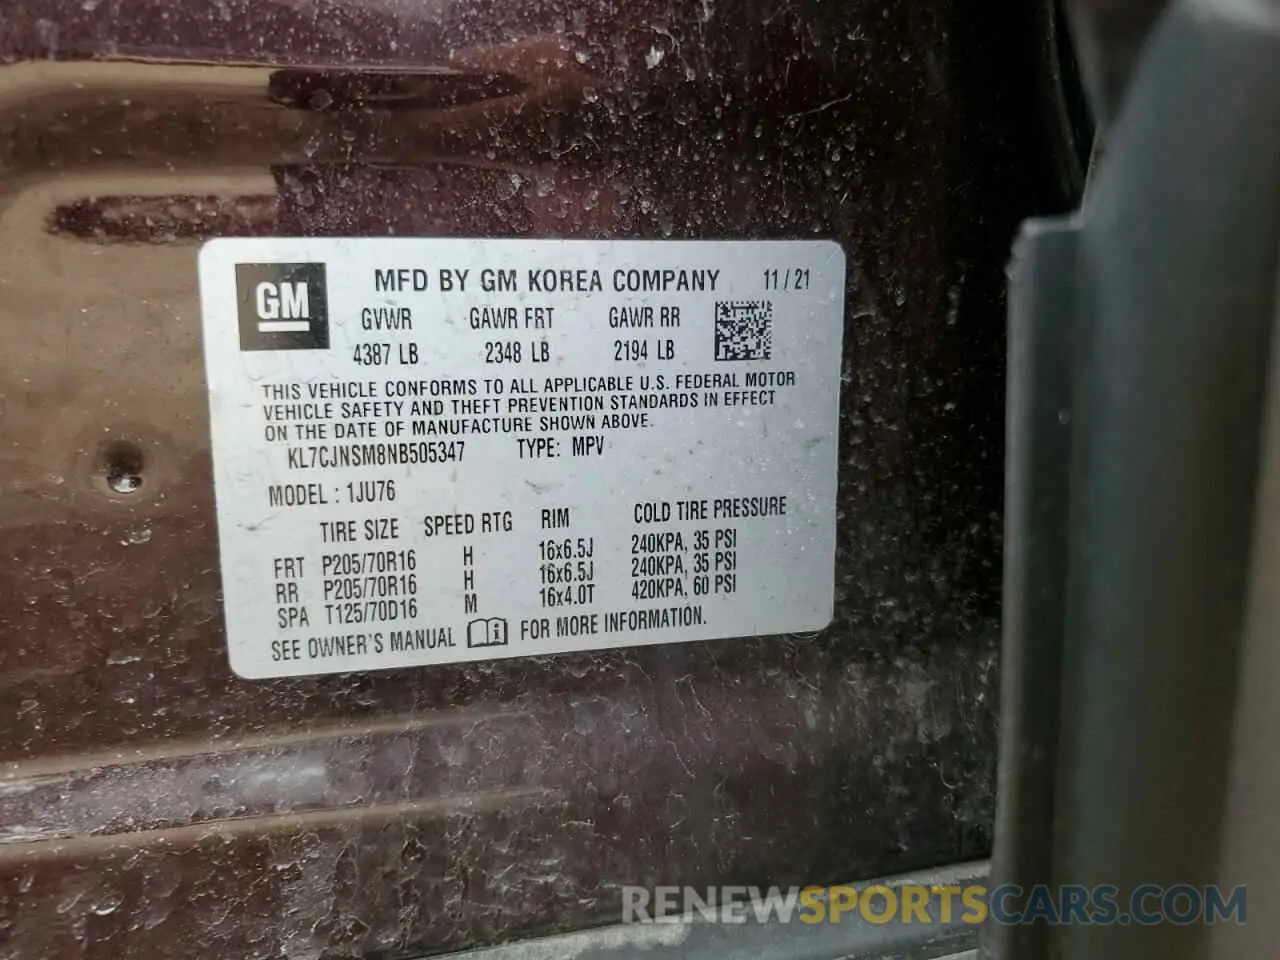 GM
MFD BY GM KOREA COMPANY 11/21
GVWR GAWR FRT GAWR RR
4387 LB 2348 LB 2194 LB
THIS VEHICLE CONFORMS TO ALL APPLICABLE U.S. FEDERAL MOTOR
VEHICLE SAFETY AND THEFT PREVENTION STANDARDS IN EFFECT
ON THE DATE OF MANUFACTURE SHOWN ABOVE.
KL7CJNSM8NB505347 TYPE: MPV
MODEL : 1JU76
TIRE SIZE SPEED RTG RIM COLD TIRE PRESSURE
FRT P205/70R16 H 16x6.5J 240KPA, 35 PSI
RR P205/70R16 H 16x6.5J 240KPA, 35 PSI
SPA T125/70D16 M 16x4.0T 420KPA, 60 PSI
SEE OWNER'S MANUAL FOR MORE INFORMATION.
RENEWSPORTSCARS.COM